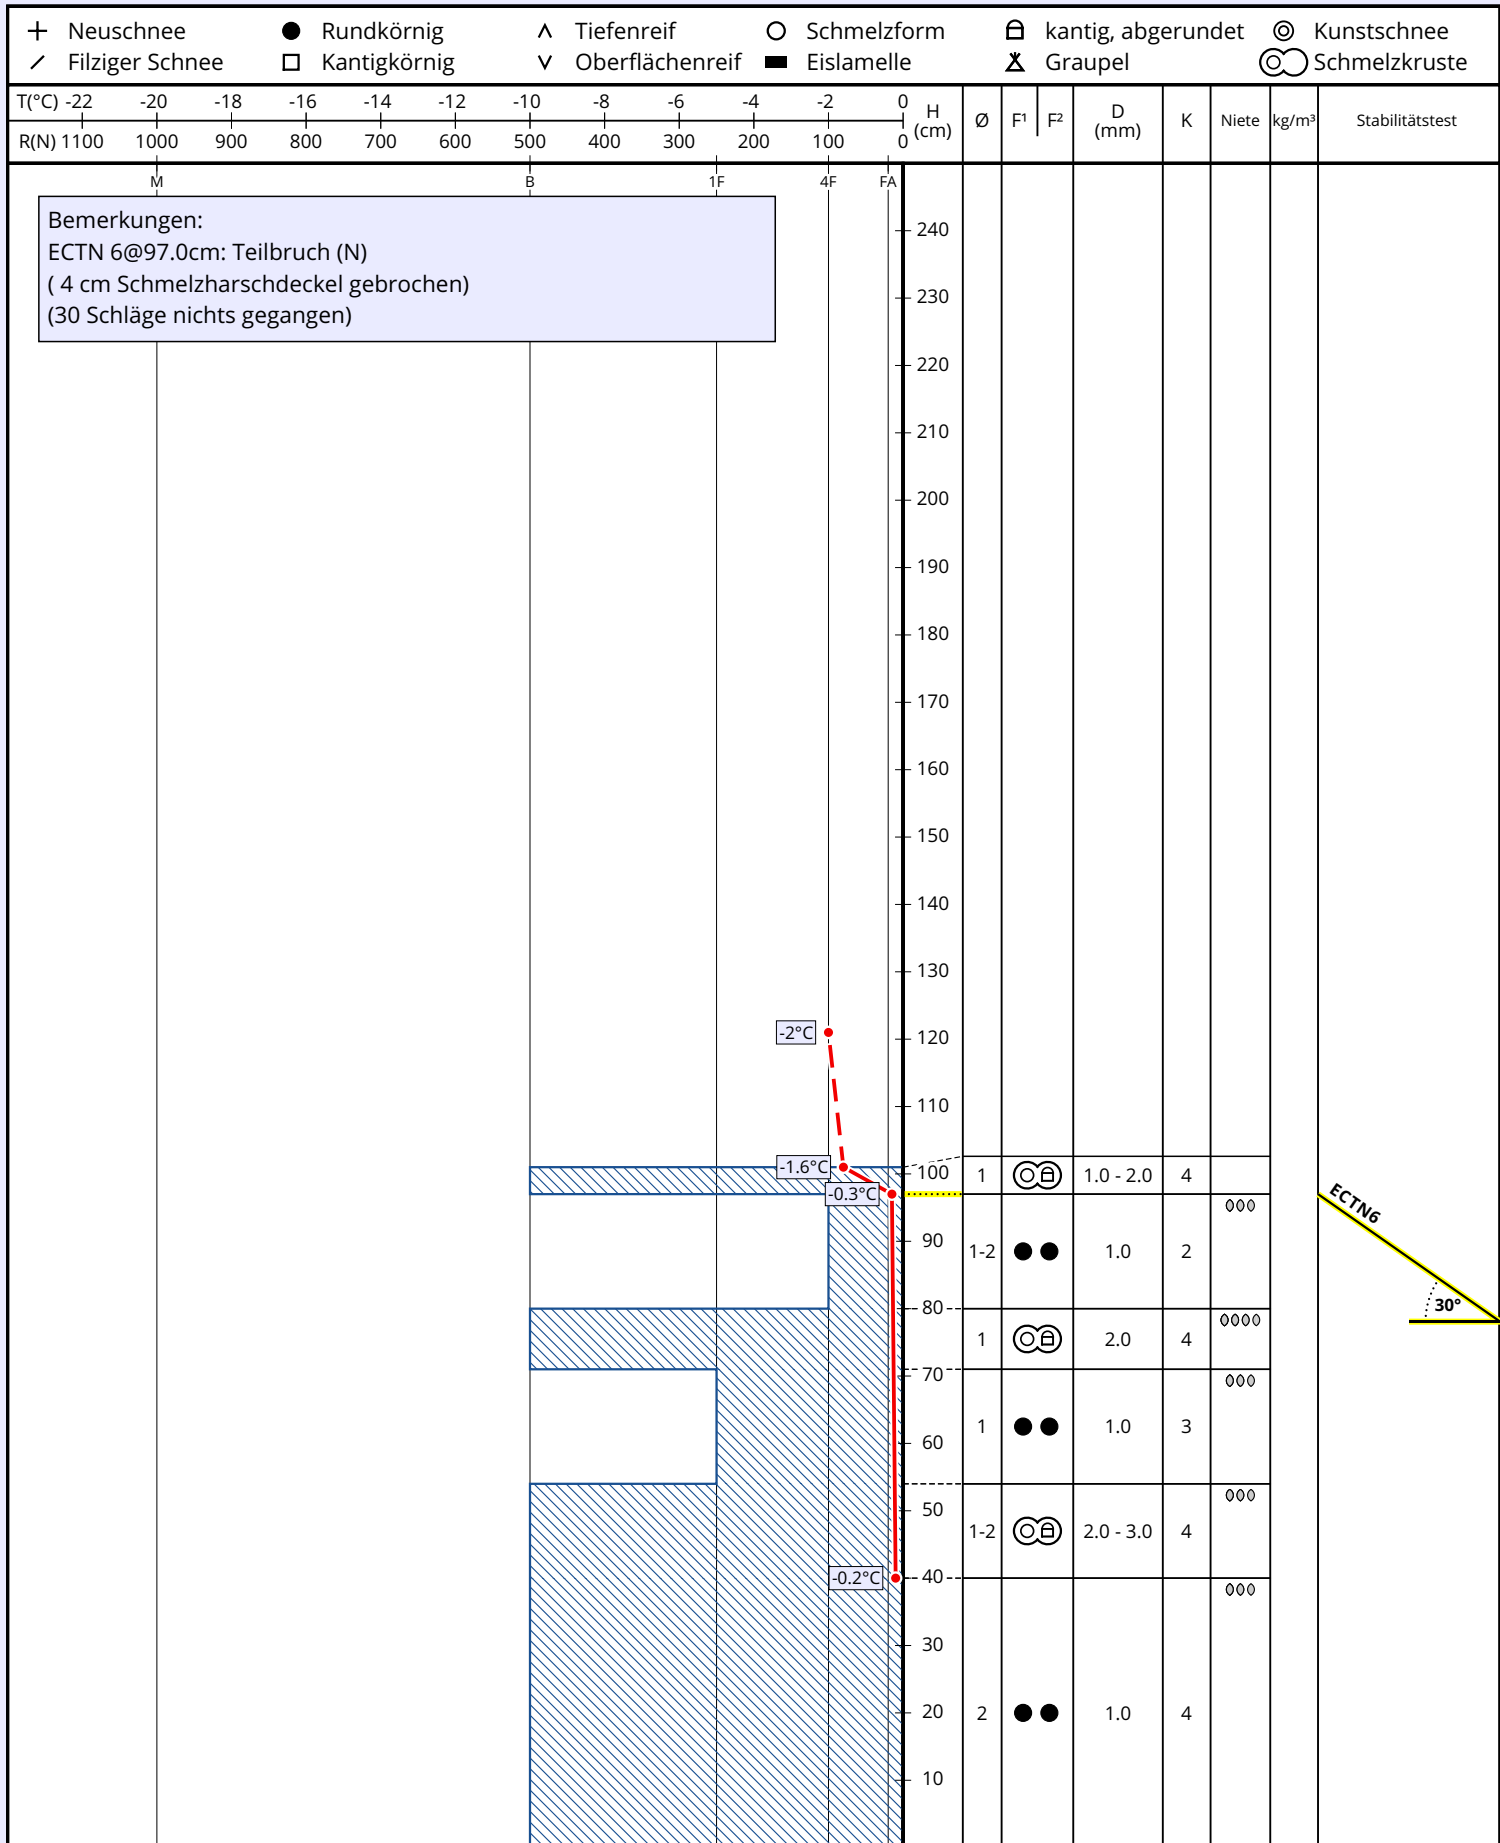 Neuschnee Rundkörnig Tiefenreif Schmelzform kantig, abgerundet Kunstschnee
Filziger Schnee Kantigkörnig Oberflächenreif Eislamelle Graupel Schmelzkruste
T(°C) -22 -20 -18 -16 -14 -12 -10 -8 -6 -4 -2 0
R(N) 1100 1000 900 800 700 600 500 400 300 200 100 0
H (cm) Ø F¹ F² D (mm) K Niete kg/m³ Stabilitätstest
M B 1F 4F FA
Bemerkungen:
ECTN 6@97.0cm: Teilbruch (N)
( 4 cm Schmelzharschdeckel gebrochen)
(30 Schläge nichts gegangen)
240
230
220
210
200
190
180
170
160
150
140
130
-2°C 120
110
-1.6°C 100 1 1.0 - 2.0 4
-0.3°C ECTN6
90 1-2 1.0 2
80 30°
1 2.0 4
70
60 1 1.0 3
50 1-2 2.0 - 3.0 4
-0.2°C 40
30
20 2 1.0 4
10